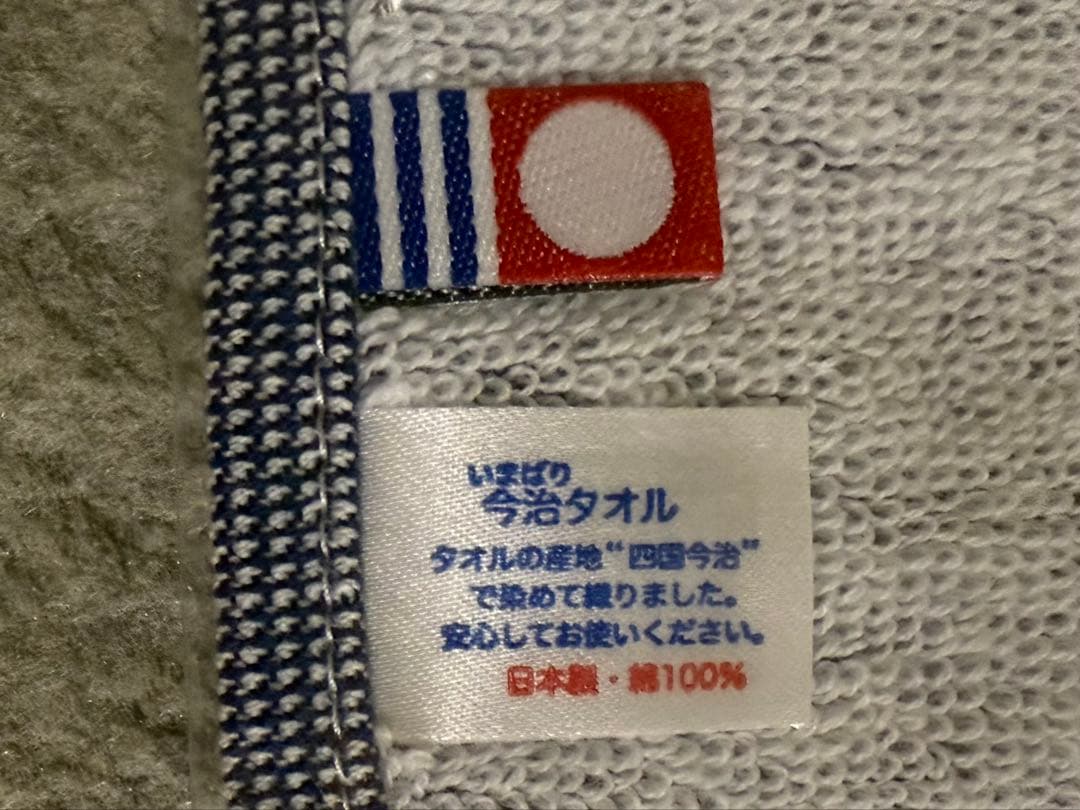 いまばり
今治タオル
タオルの産地“四国今治”
で染めて織りました。
安心してお使いください。
日本製・綿100%